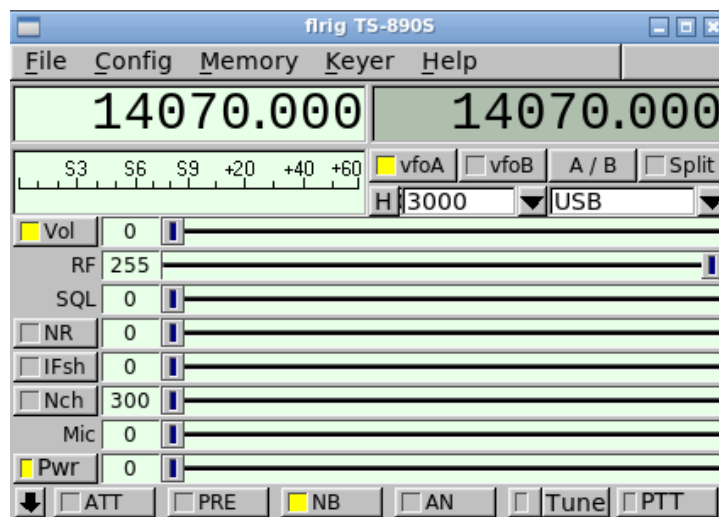 flrig TS-890S
File Config Memory Keyer Help
14070.000 14070.000
S3 S6 S9 +20 +40 +60 vfoA vfoB A / B Split
H 3000 USB
Vol 0
RF 255
SQL 0
NR 0
IFsh 0
Nch 300
Mic 0
Pwr 0
ATT PRE NB AN Tune PTT